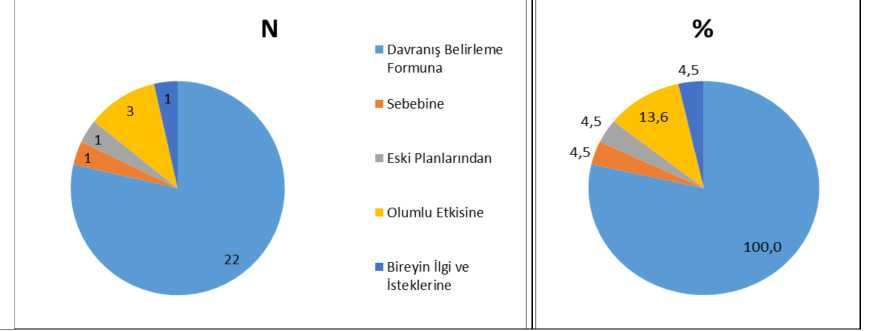 N
1
3
1
1
22
Davranış Belirleme
Formuna
Sebebine
Eski Planlarından
Olumlu Etkisine
Bireyin İlgi ve
İsteklerine
%
4,5
13,6
4,5
4,5
100,0